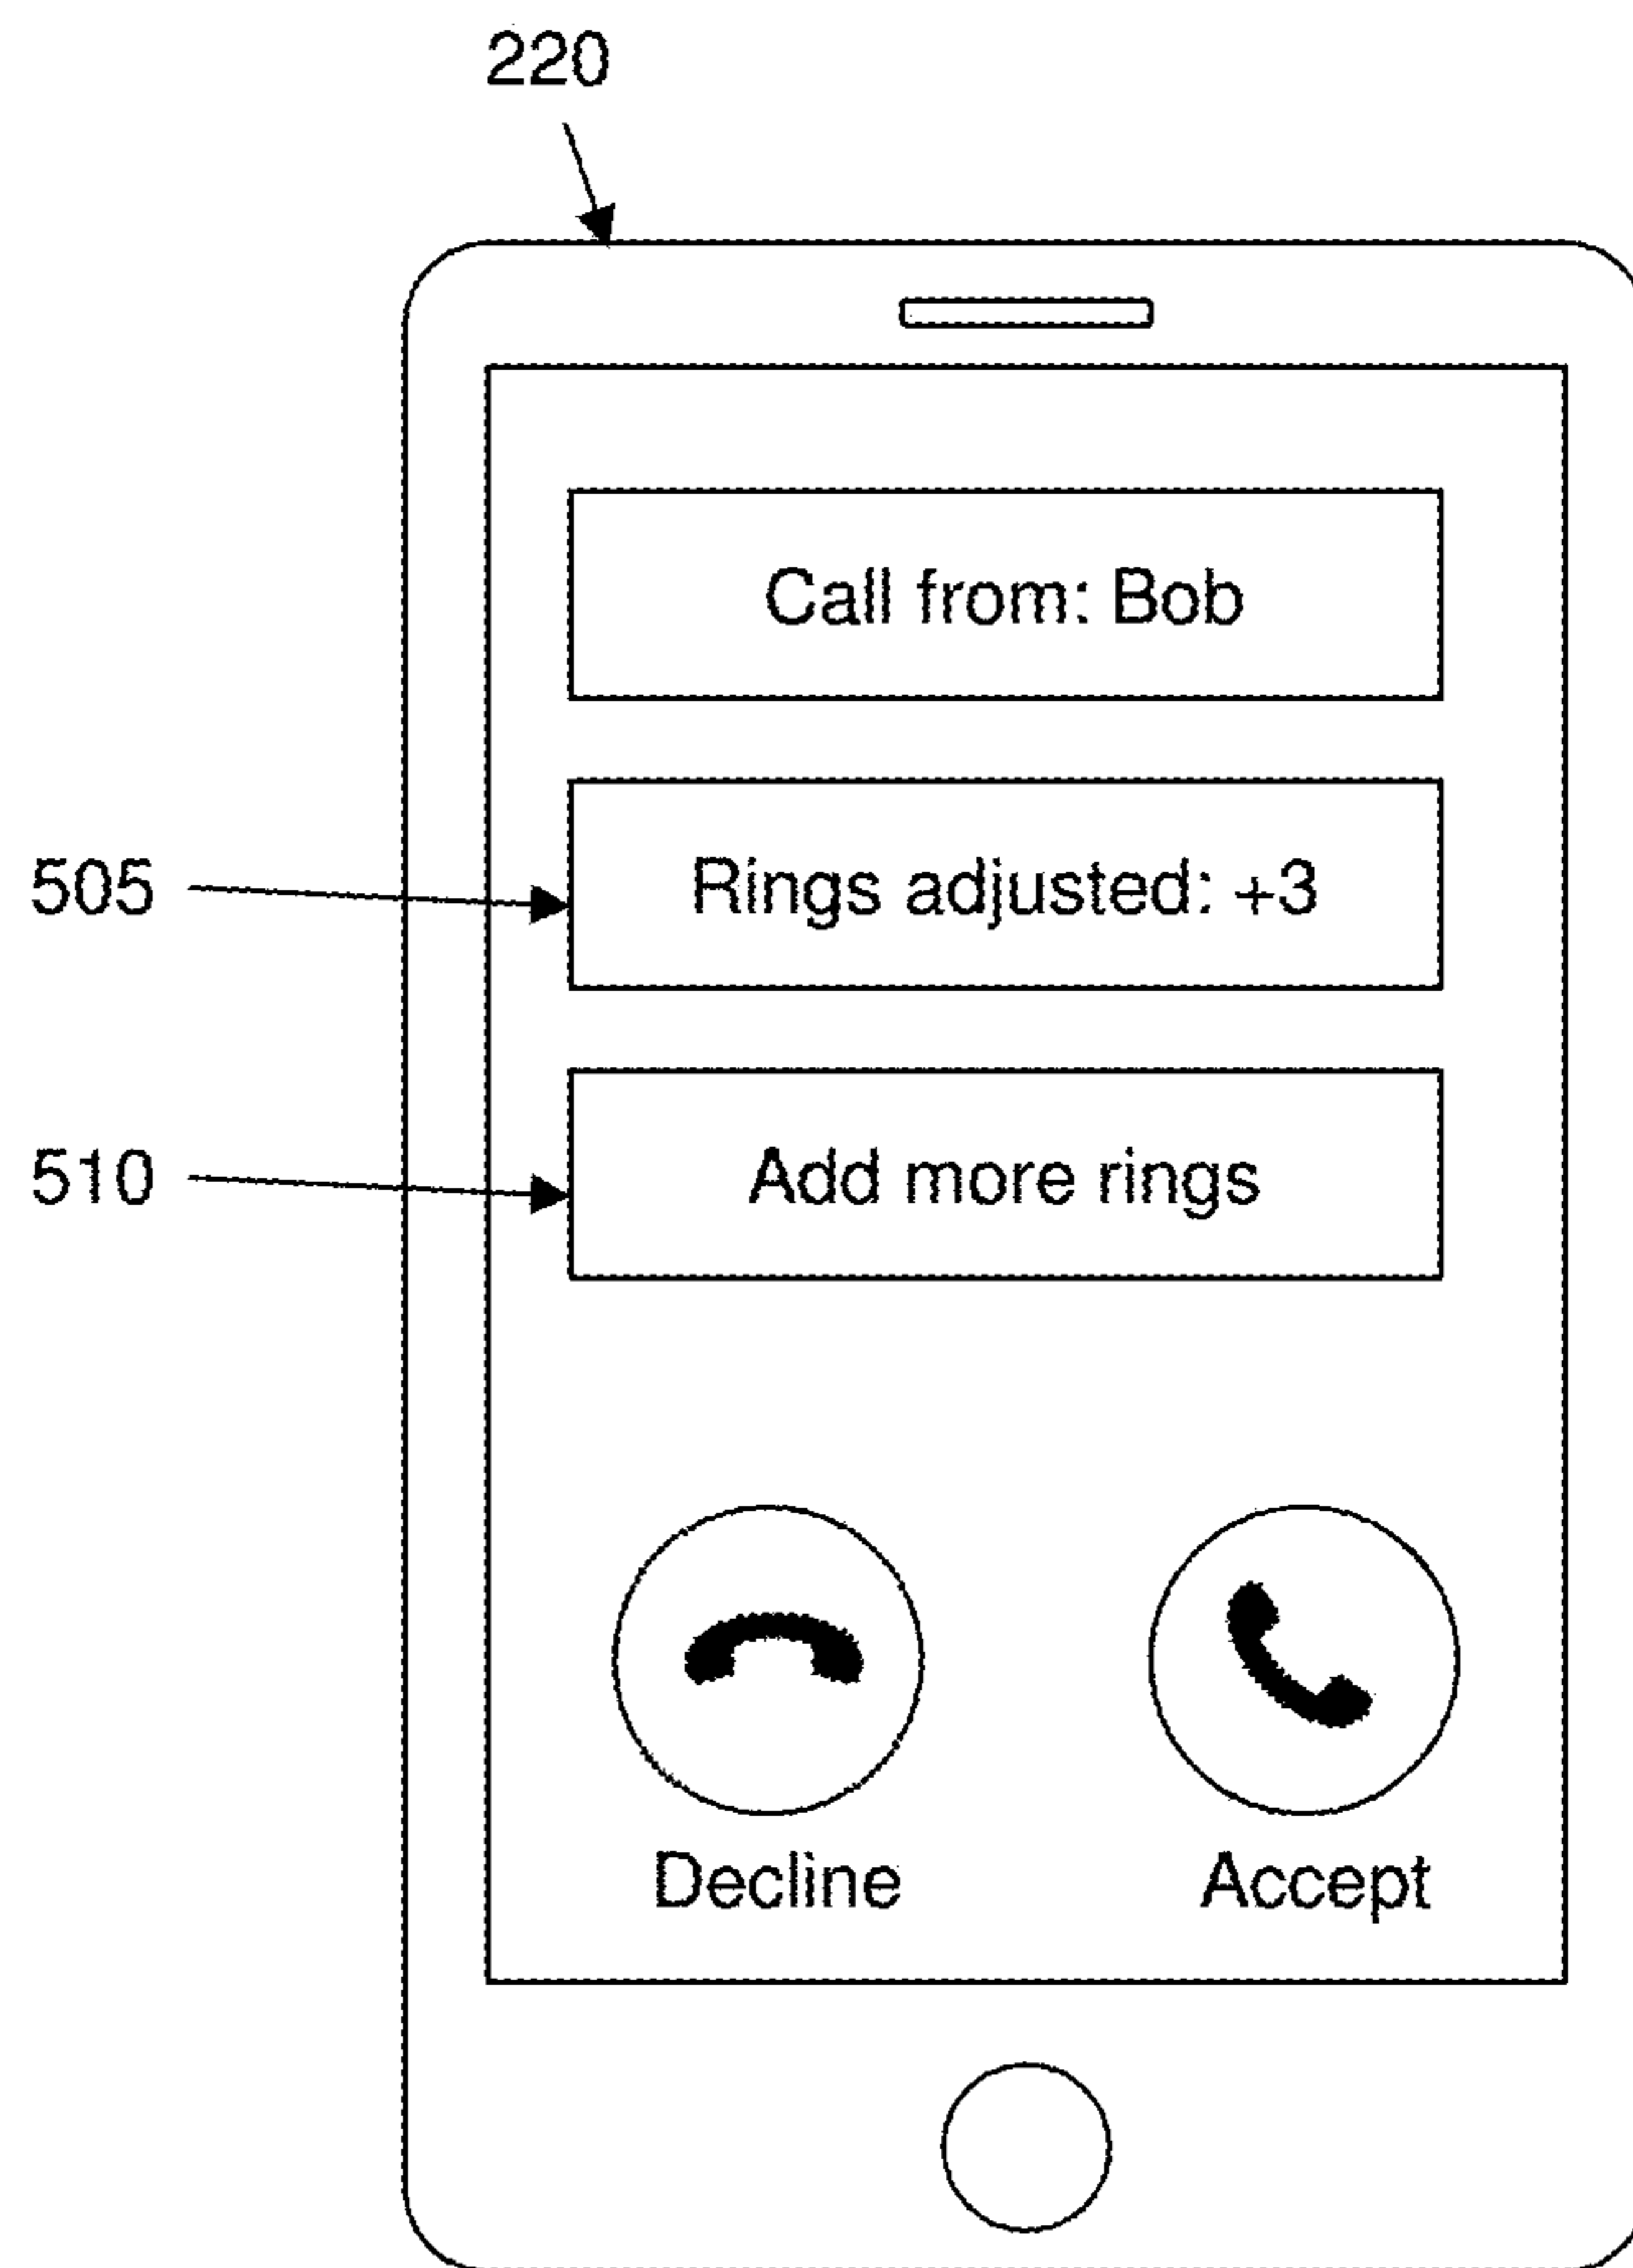 220
Call from: Bob
505
Rings adjusted: +3
510
Add more rings
Decline
Accept